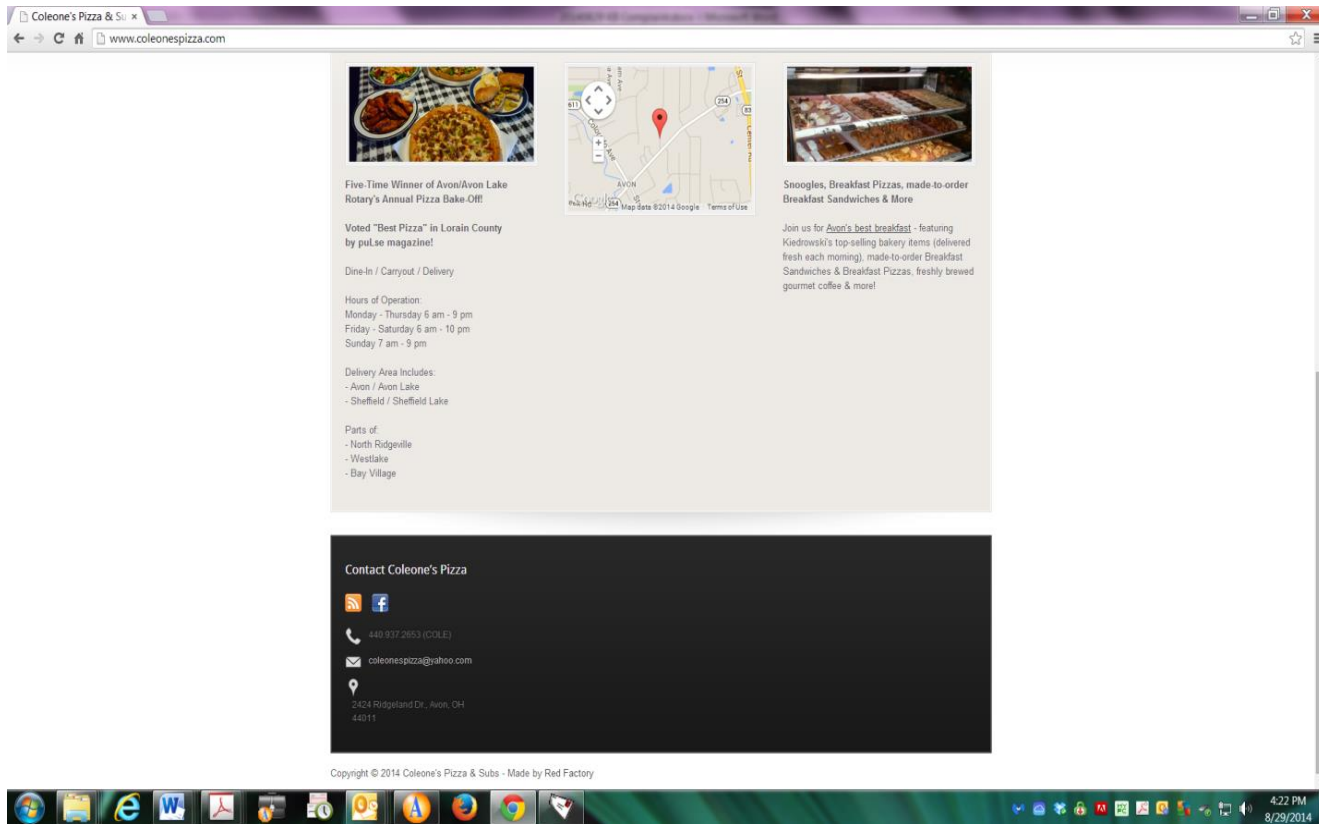 Coleone's Pizza & Su
www.coleonespizza.com
Five-Time Winner of Avon/Avon Lake
Rotary's Annual Pizza Bake-Off!
Voted "Best Pizza" in Lorain County
by puLse magazine!
Dine-In / Carryout / Delivery
Hours of Operation:
Monday - Thursday 6 am - 9 pm
Friday - Saturday 6 am - 10 pm
Sunday 7 am - 9 pm
Delivery Area Includes:
- Avon / Avon Lake
- Sheffield / Sheffield Lake
Parts of:
- North Ridgeville
- Westlake
- Bay Village
611
254
83
AVON
254
Map data ©2014 Google Terms of Use
Snoogles, Breakfast Pizzas, made-to-order
Breakfast Sandwiches & More
Join us for Avon's best breakfast - featuring
Kiedrowski's top-selling bakery items (delivered
fresh each morning), made-to-order Breakfast
Sandwiches & Breakfast Pizzas, freshly brewed
gourmet coffee & more!
Contact Coleone's Pizza
440.937.2653 (COLE)
coleonespizza@yahoo.com
2424 Ridgeland Dr., Avon, OH
44011
Copyright © 2014 Coleone's Pizza & Subs - Made by Red Factory
4:22 PM
8/29/2014